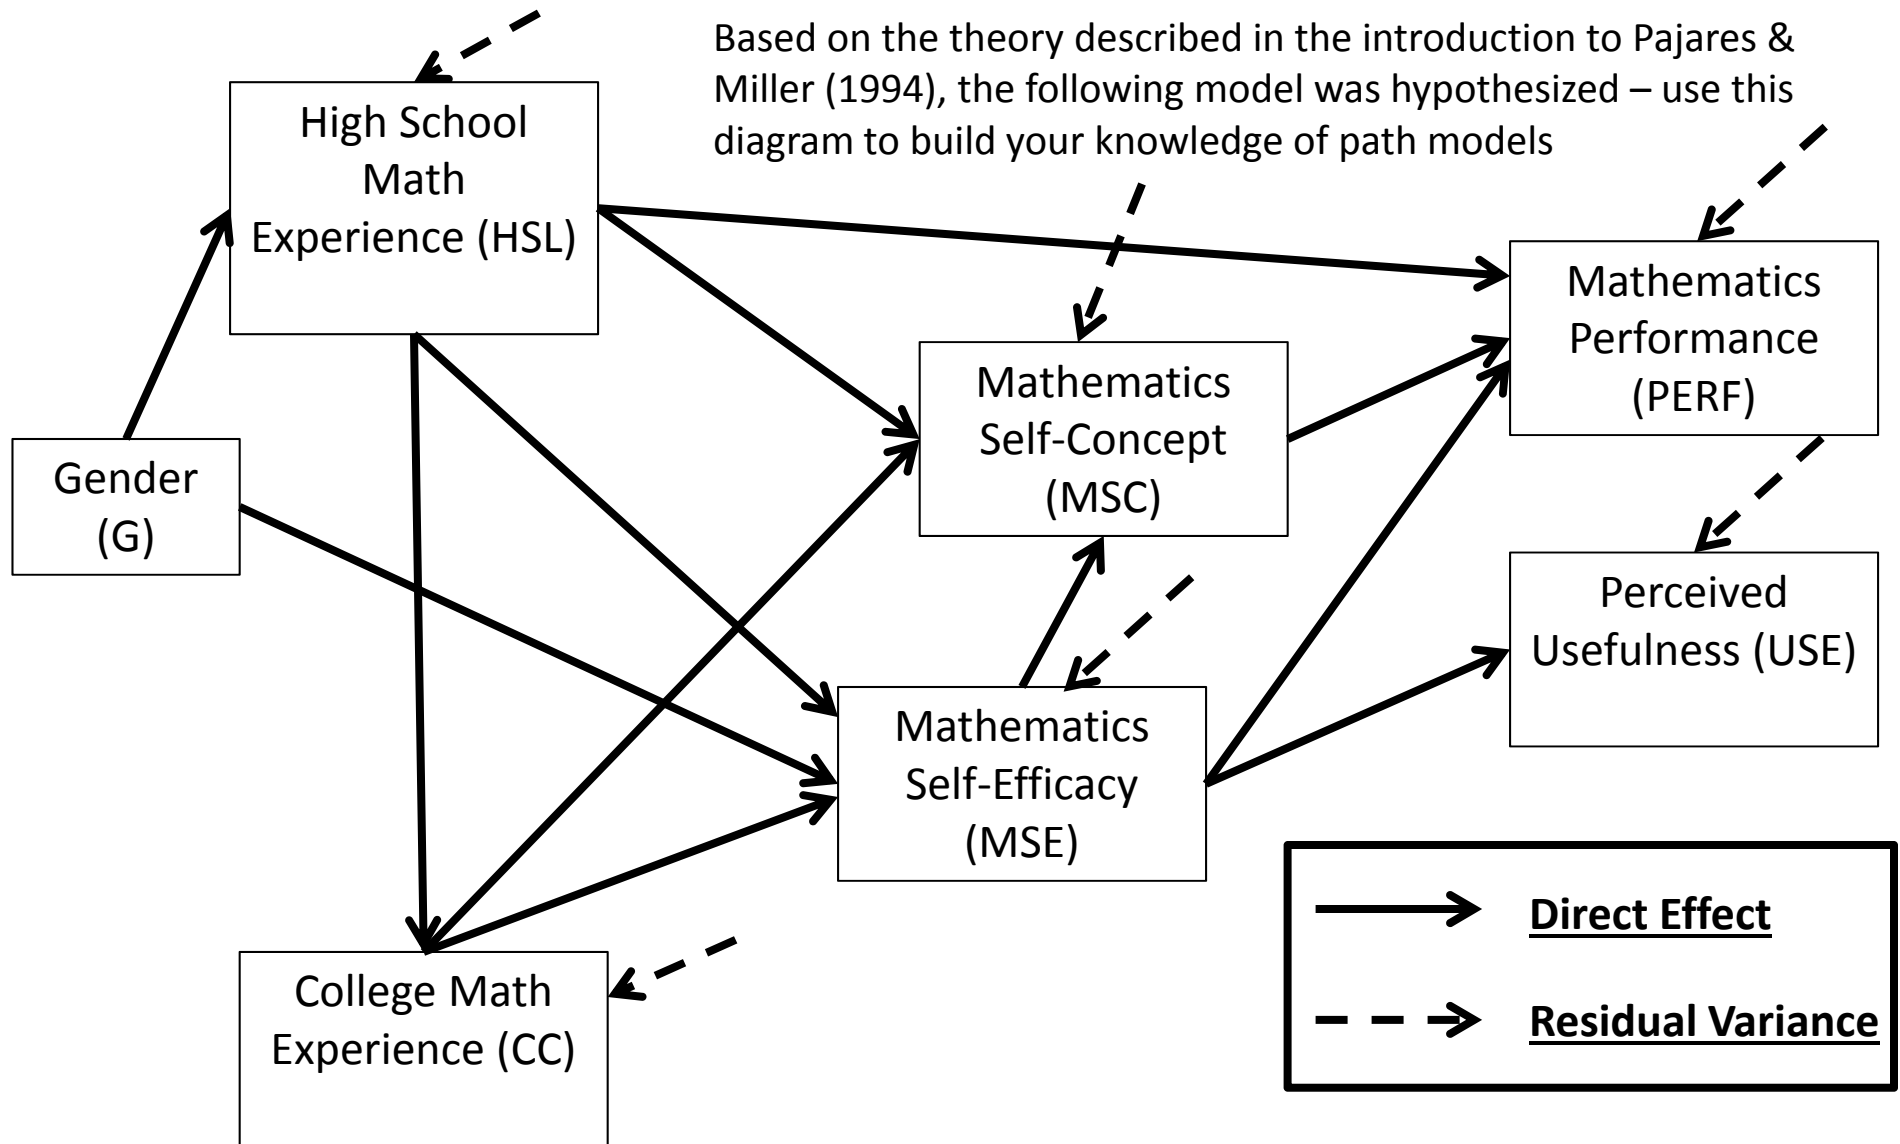 Based on the theory described in the introduction to Pajares &
Miller (1994), the following model was hypothesized – use this
diagram to build your knowledge of path models
High School
Math
Experience (HSL)
Mathematics
Performance
(PERF)
Mathematics
Self-Concept
(MSC)
Gender
(G)
Perceived
Usefulness (USE)
Mathematics
Self-Efficacy
(MSE)
College Math
Experience (CC)
Direct Effect
Residual Variance